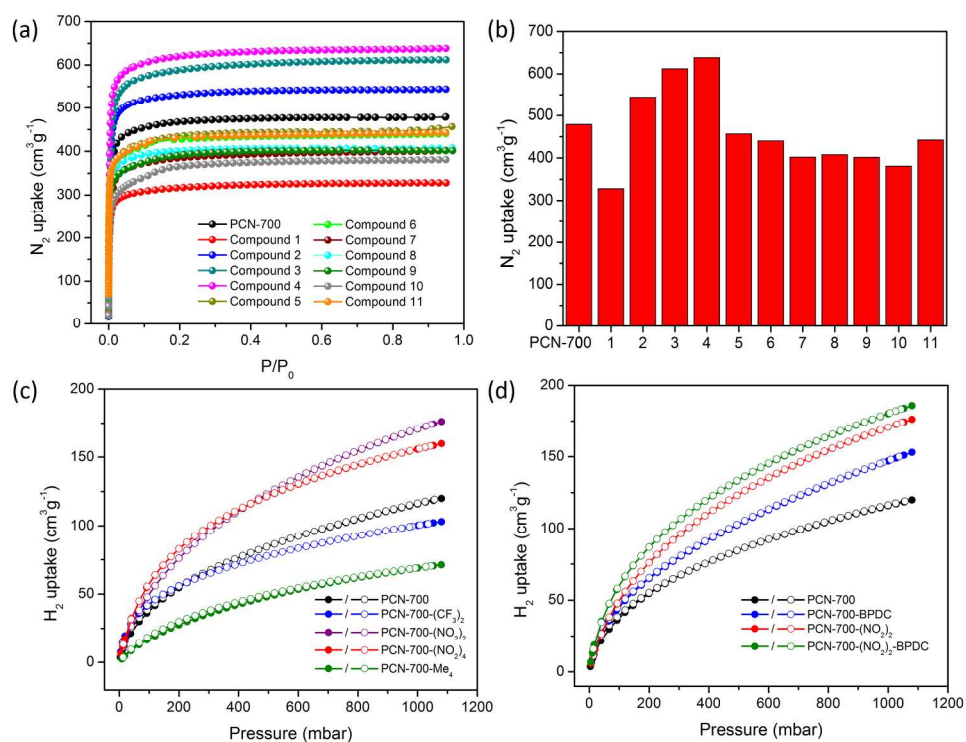 (a)
700
600
500
400
300
200
100
0
N₂ uptake (cm³g⁻¹)
PCN-700
Compound 1
Compound 2
Compound 3
Compound 4
Compound 5
Compound 6
Compound 7
Compound 8
Compound 9
Compound 10
Compound 11
0.0 0.2 0.4 0.6 0.8 1.0
P/P₀
(b)
700
600
500
400
300
200
100
0
N₂ uptake (cm³g⁻¹)
PCN-700 1 2 3 4 5 6 7 8 9 10 11
(c)
200
150
100
50
0
H₂ uptake (cm³g⁻¹)
/ PCN-700
/ PCN-700-(CF₃)₂
/ PCN-700-(NO₂)₂
/ PCN-700-(NO₂)₄
/ PCN-700-Me₄
0 200 400 600 800 1000 1200
Pressure (mbar)
(d)
200
150
100
50
0
H₂ uptake (cm³g⁻¹)
/ PCN-700
/ PCN-700-BPDC
/ PCN-700-(NO₂)₂
/ PCN-700-(NO₂)₂-BPDC
0 200 400 600 800 1000 1200
Pressure (mbar)